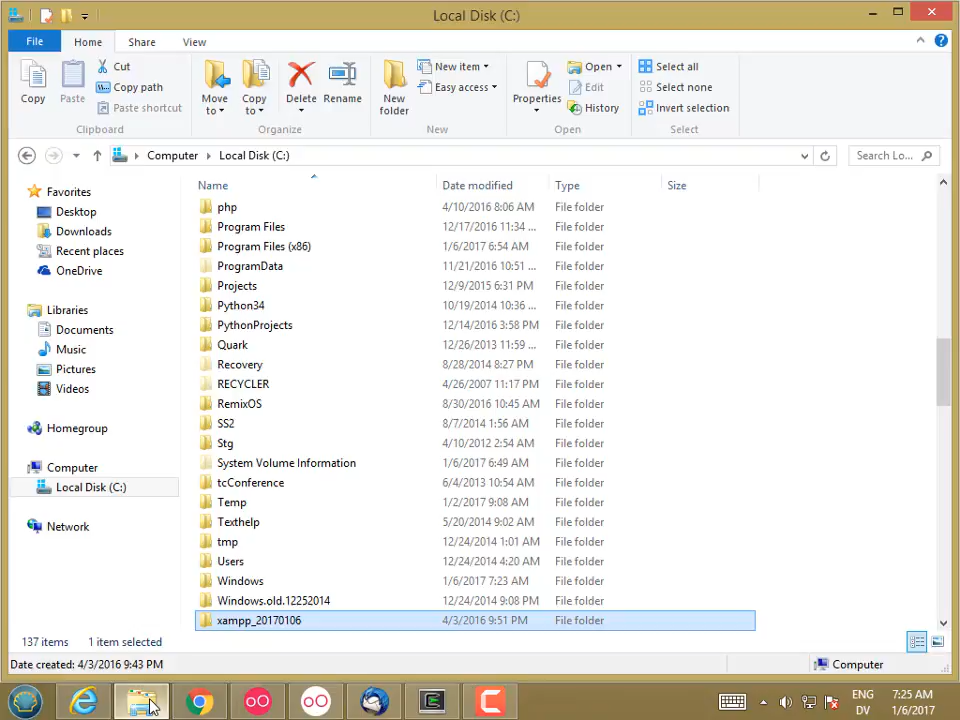 Local Disk (C:)
File Home Share View
Copy
Paste
Cut
Copy path
Paste shortcut
Clipboard
Move to
Copy to
Delete
Rename
Organize
New folder
New item
Easy access
New
Properties
Open
Edit
History
Open
Select all
Select none
Invert selection
Select
Computer Local Disk (C:)
Search Lo...
Favorites
Desktop
Downloads
Recent places
OneDrive
Libraries
Documents
Music
Pictures
Videos
Homegroup
Computer
Local Disk (C:)
Network
Name Date modified Type Size
php 4/10/2016 8:06 AM File folder
Program Files 12/17/2016 11:34 ... File folder
Program Files (x86) 1/6/2017 6:54 AM File folder
ProgramData 11/21/2016 10:51 ... File folder
Projects 12/9/2015 6:31 PM File folder
Python34 10/19/2014 10:36 ... File folder
PythonProjects 12/14/2016 3:58 PM File folder
Quark 12/26/2013 11:59 ... File folder
Recovery 8/28/2014 8:27 PM File folder
RECYCLER 4/26/2007 11:17 PM File folder
RemixOS 8/30/2016 10:45 AM File folder
SS2 8/7/2014 1:56 AM File folder
Stg 4/10/2012 2:54 AM File folder
System Volume Information 1/6/2017 6:49 AM File folder
tcConference 6/4/2013 10:54 AM File folder
Temp 1/2/2017 9:08 AM File folder
Texthelp 5/20/2014 9:02 AM File folder
tmp 12/24/2014 1:01 AM File folder
Users 12/24/2014 4:20 AM File folder
Windows 1/6/2017 7:23 AM File folder
Windows.old.12252014 12/24/2014 9:08 PM File folder
xampp_20170106 4/3/2016 9:51 PM File folder
137 items 1 item selected
Date created: 4/3/2016 9:43 PM Computer
ENG 7:25 AM
DV 1/6/2017